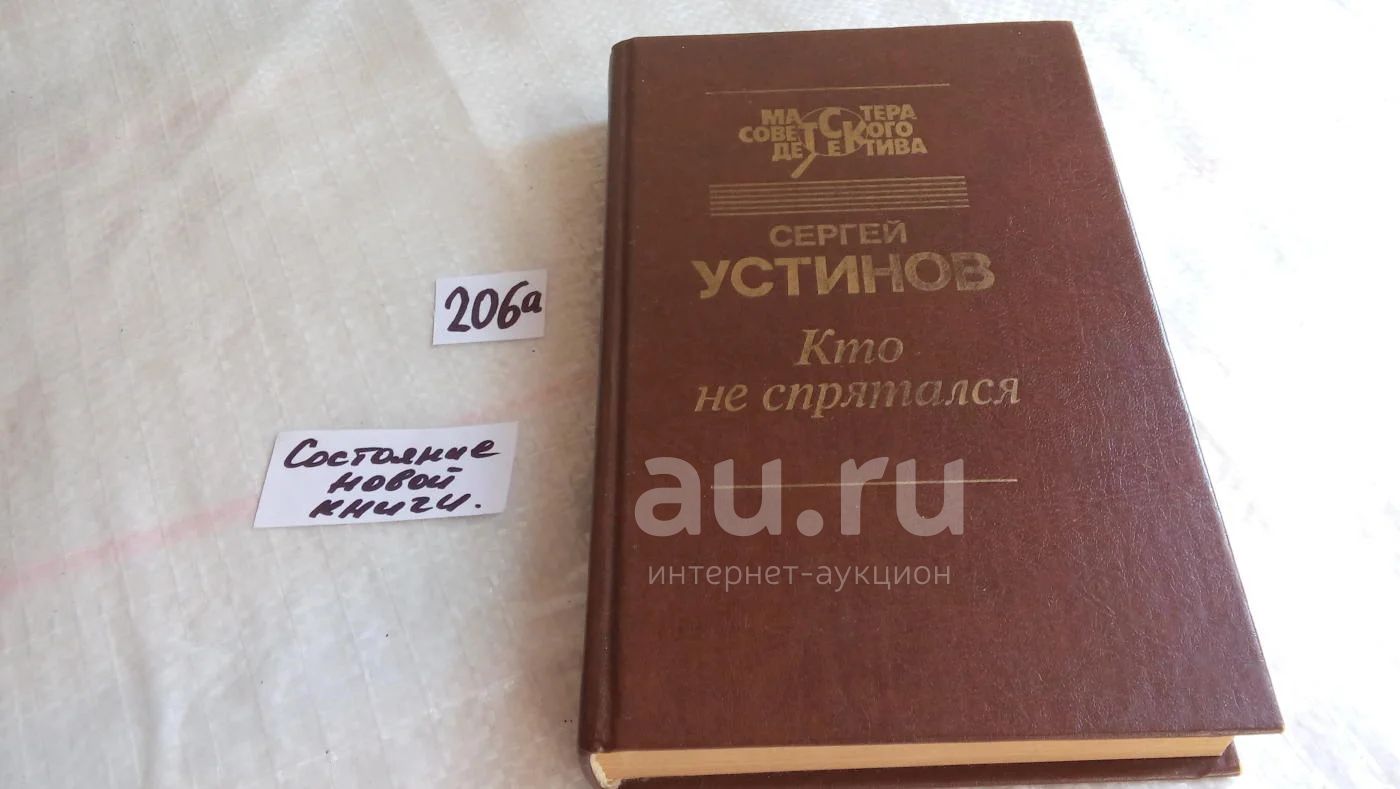 МАСТЕРА
СОВЕТСКОГО
ДЕТЕКТИВА
СЕРГЕЙ
УСТИНОВ
Кто
не спрятался
206а
Состояние
новой
книги.
au.ru
интернет-аукцион